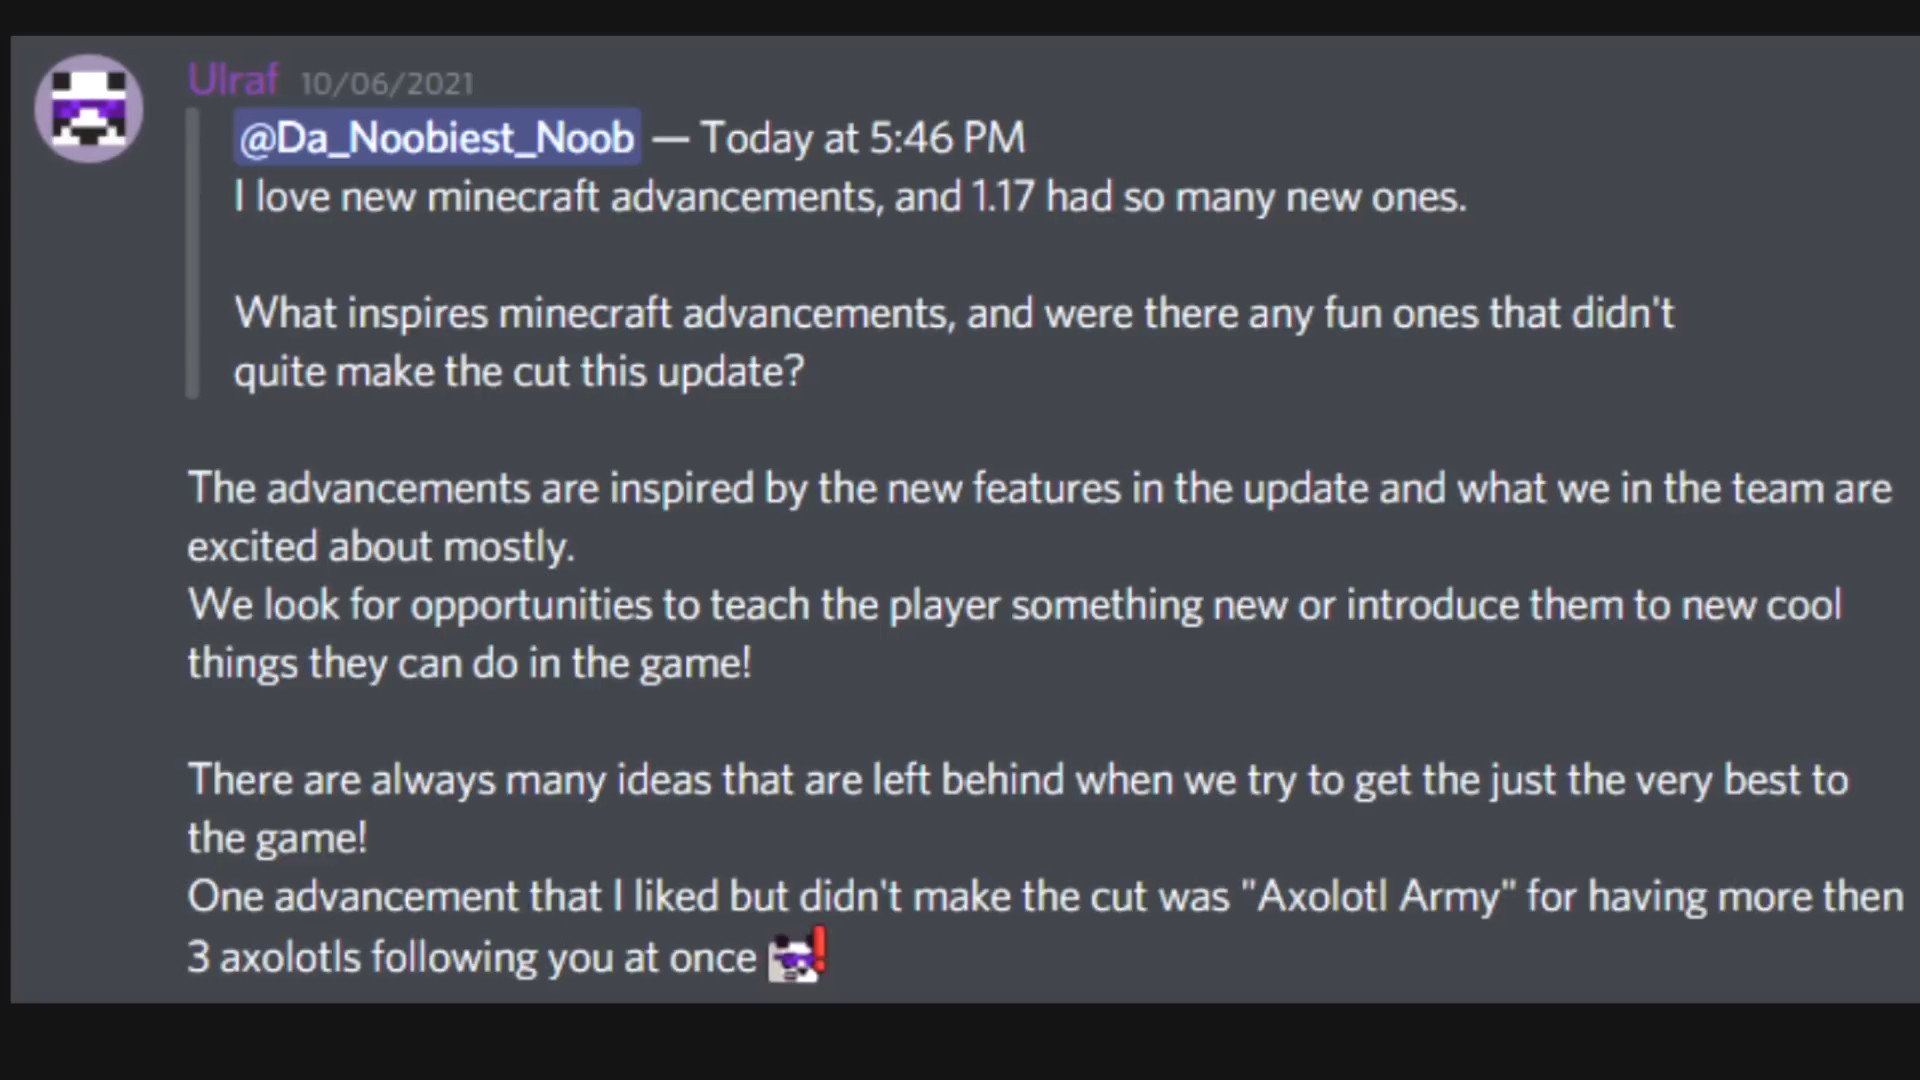 Ulraf 10/06/2021
@Da_Noobiest_Noob — Today at 5:46 PM
I love new minecraft advancements, and 1.17 had so many new ones.
What inspires minecraft advancements, and were there any fun ones that didn't
quite make the cut this update?
The advancements are inspired by the new features in the update and what we in the team are
excited about mostly.
We look for opportunities to teach the player something new or introduce them to new cool
things they can do in the game!
There are always many ideas that are left behind when we try to get the just the very best to
the game!
One advancement that I liked but didn't make the cut was "Axolotl Army" for having more then
3 axolotls following you at once